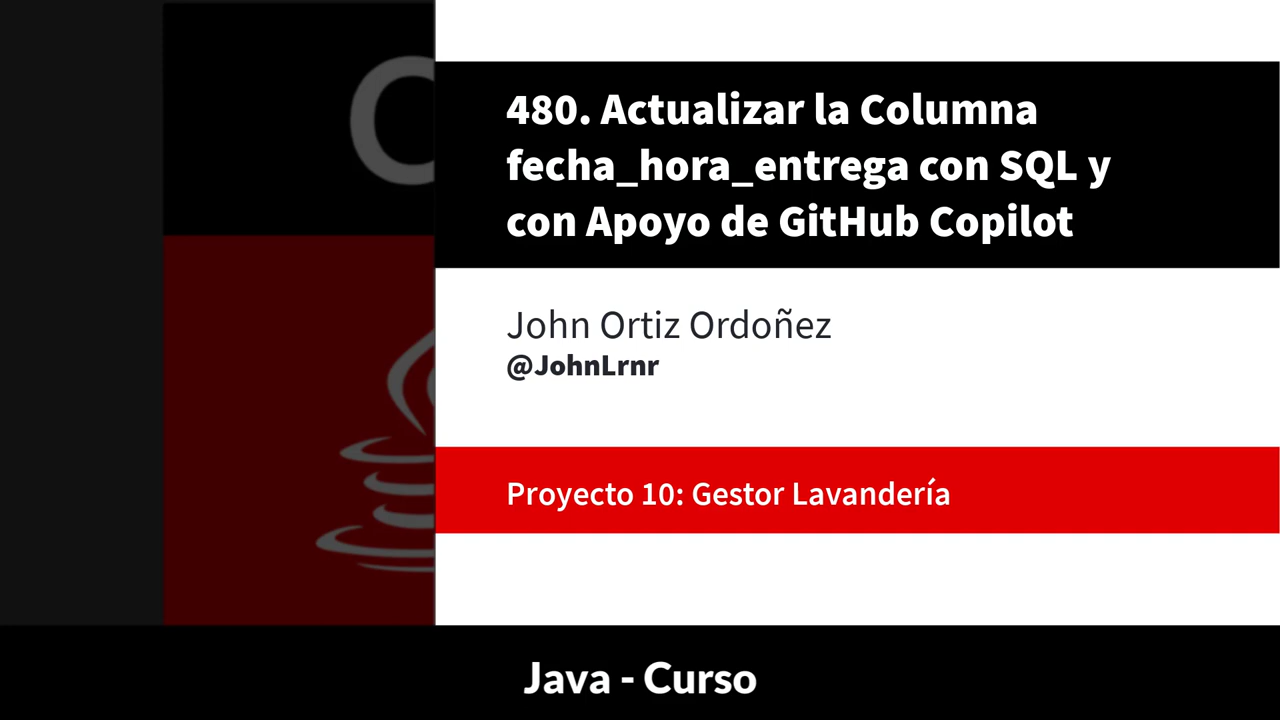 480. Actualizar la Columna
fecha_hora_entrega con SQL y
con Apoyo de GitHub Copilot
John Ortiz Ordoñez
@JohnLrnr
Proyecto 10: Gestor Lavandería
Java - Curso